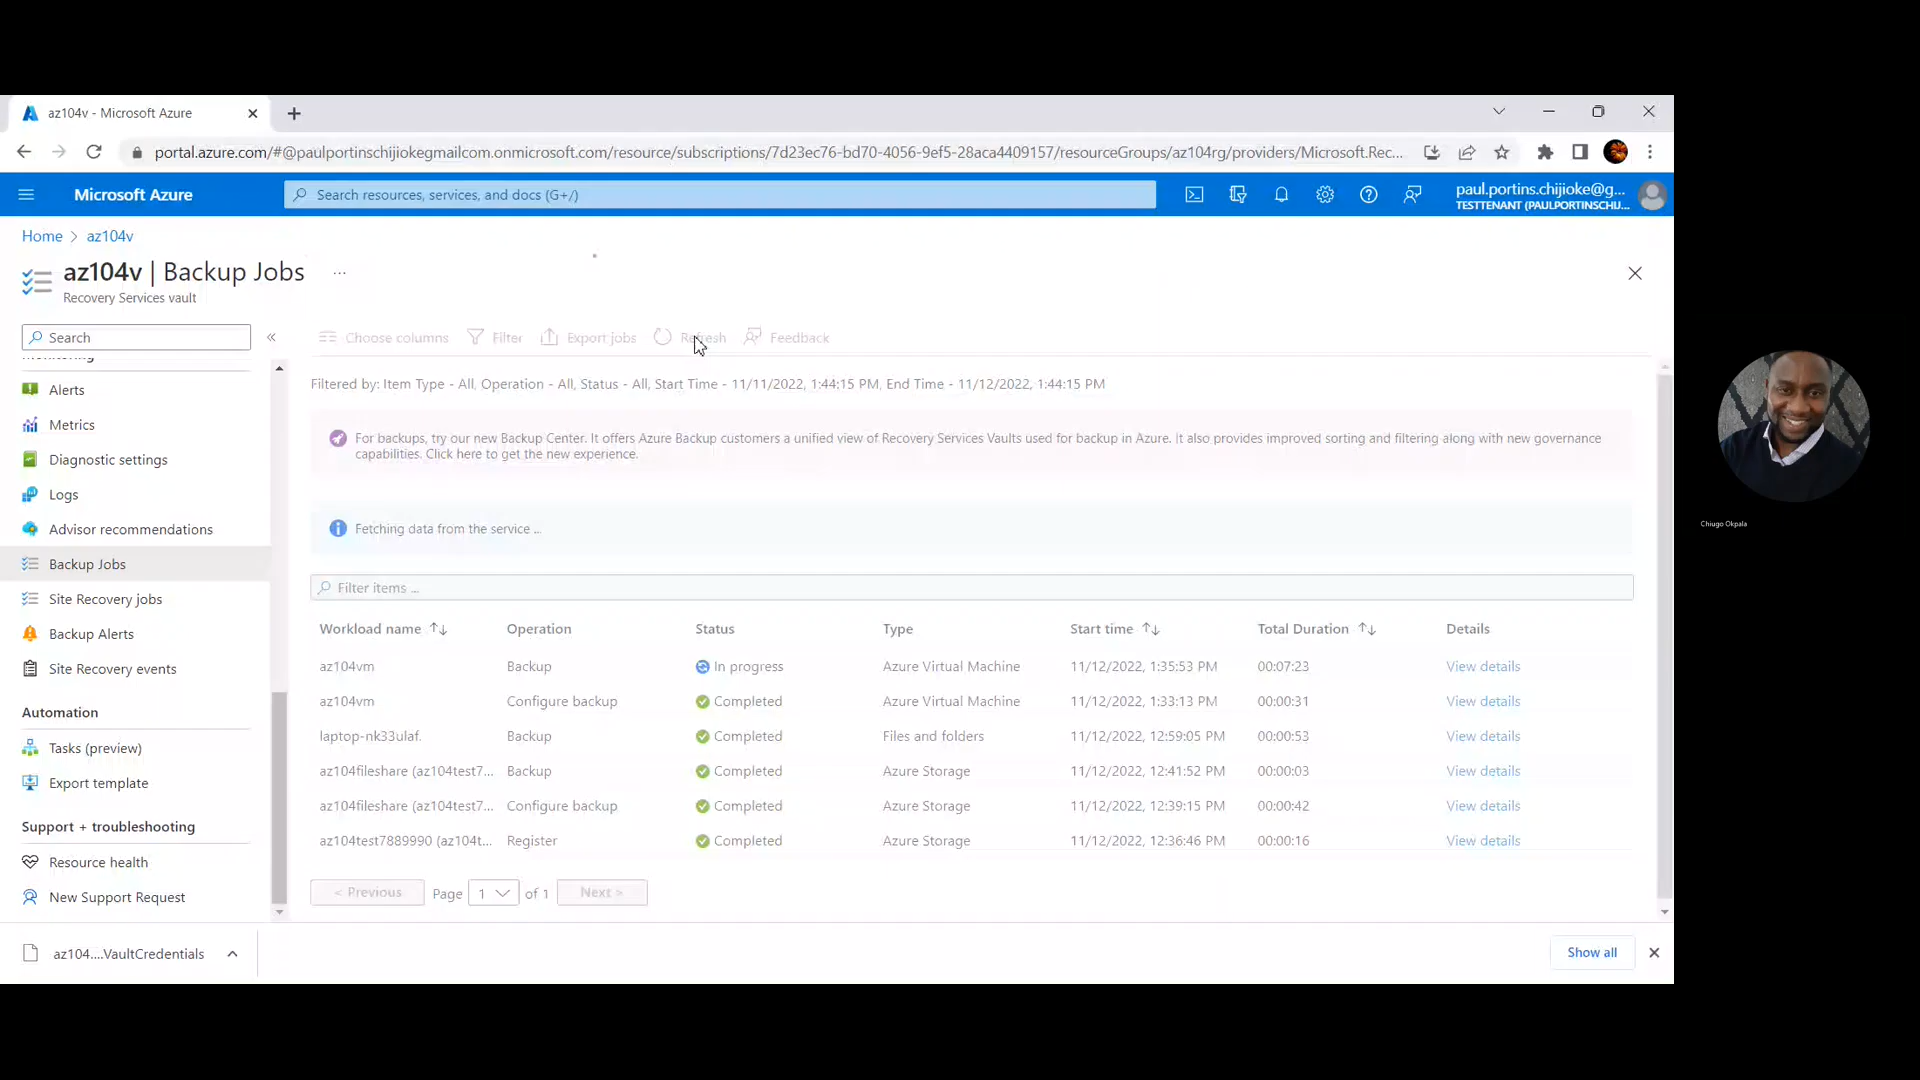 az104v - Microsoft Azure
portal.azure.com/#@paulportinschijiokegmailcom.onmicrosoft.com/resource/subscriptions/7d23ec76-bd70-4056-9ef5-28aca4409157/resourceGroups/az104rg/providers/Microsoft.Rec...
Microsoft Azure
Search resources, services, and docs (G+/)
paul.portins.chijioke@g...
TESTTENANT (PAULPORTINSCHIJ...
Home > az104v
az104v | Backup Jobs ...
Recovery Services vault
Search
«
Choose columns Filter Export jobs Refresh Feedback
Filtered by: Item Type - All, Operation - All, Status - All, Start Time - 11/11/2022, 1:44:15 PM, End Time - 11/12/2022, 1:44:15 PM
For backups, try our new Backup Center. It offers Azure Backup customers a unified view of Recovery Services Vaults used for backup in Azure. It also provides improved sorting and filtering along with new governance
capabilities. Click here to get the new experience.
Fetching data from the service ...
Filter items ...
Workload name Operation Status Type Start time Total Duration Details
az104vm Backup In progress Azure Virtual Machine 11/12/2022, 1:35:53 PM 00:07:23 View details
az104vm Configure backup Completed Azure Virtual Machine 11/12/2022, 1:33:13 PM 00:00:31 View details
laptop-nk33ulaf. Backup Completed Files and folders 11/12/2022, 12:59:05 PM 00:00:53 View details
az104fileshare (az104test7... Backup Completed Azure Storage 11/12/2022, 12:41:52 PM 00:00:03 View details
az104fileshare (az104test7... Configure backup Completed Azure Storage 11/12/2022, 12:39:15 PM 00:00:42 View details
az104test7889990 (az104t... Register Completed Azure Storage 11/12/2022, 12:36:46 PM 00:00:16 View details
< Previous Page 1 of 1 Next >
Monitoring
Alerts
Metrics
Diagnostic settings
Logs
Advisor recommendations
Backup Jobs
Site Recovery jobs
Backup Alerts
Site Recovery events
Automation
Tasks (preview)
Export template
Support + troubleshooting
Resource health
New Support Request
az104....VaultCredentials
Show all
Chiugo Okpala